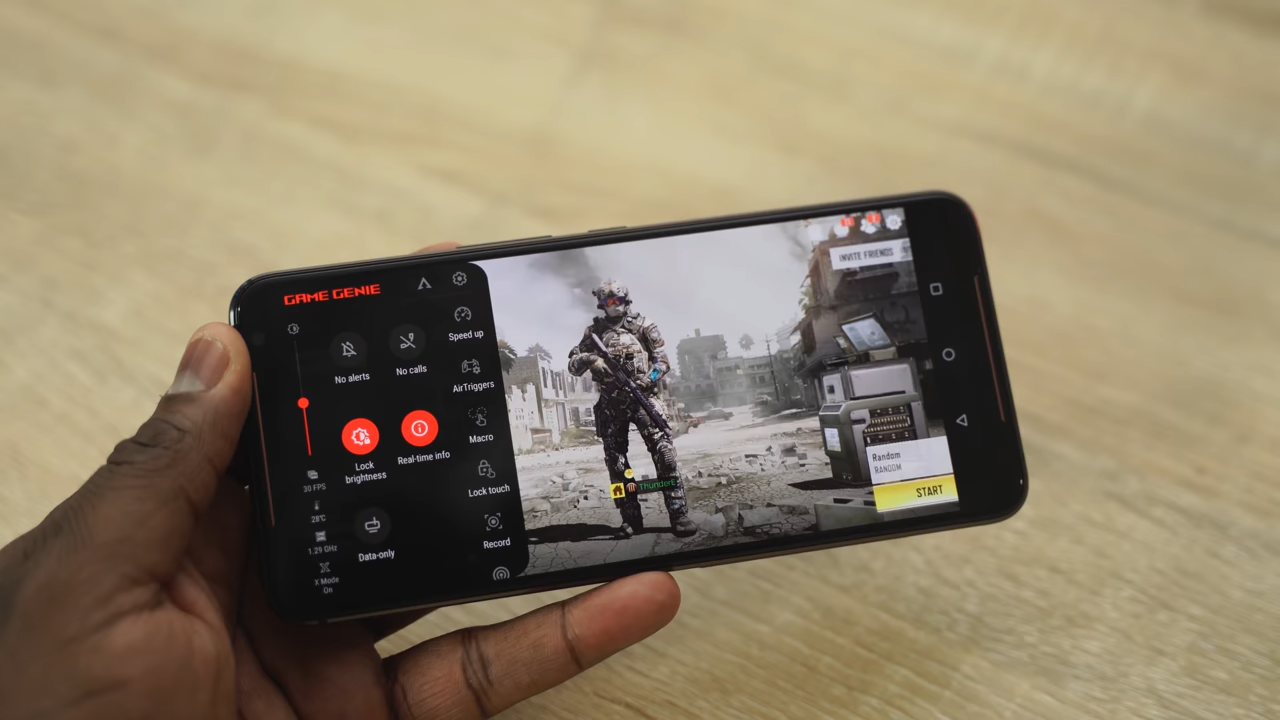 GAME GENIE
No alerts
No calls
Lock
brightness
Real-time info
Data-only
30 FPS
28°C
1.29 GHz
X Mode
On
Speed up
AirTriggers
Macro
Lock touch
Record
INVITE FRIENDS
ThunderE
Random
RANDOM
START